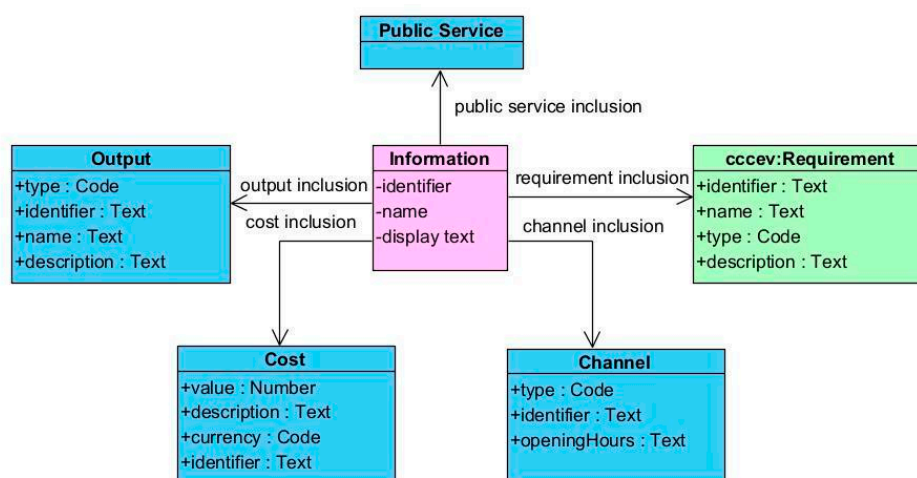 Public Service
public service inclusion
Output
+type : Code
+identifier : Text
+name : Text
+description : Text
output inclusion
cost inclusion
Information
-identifier
-name
-display text
requirement inclusion
channel inclusion
cccev:Requirement
+identifier : Text
+name : Text
+type : Code
+description : Text
Cost
+value : Number
+description : Text
+currency : Code
+identifier : Text
Channel
+type : Code
+identifier : Text
+openingHours : Text